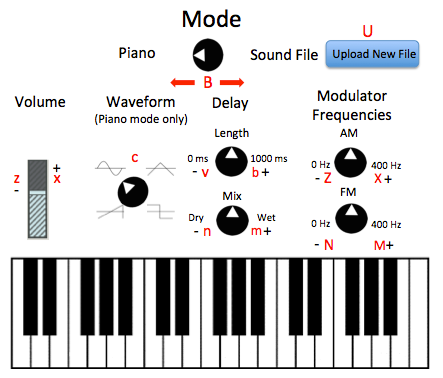 Mode
U
Piano
Sound File
Upload New File
B
Volume
Waveform
(Piano mode only)
Delay
Modulator
Frequencies
Length
AM
z
+
x
-
c
0 ms
1000 ms
- v
b +
0 Hz
400 Hz
- Z
X +
Mix
FM
Dry
Wet
- n
m +
0 Hz
400 Hz
- N
M +